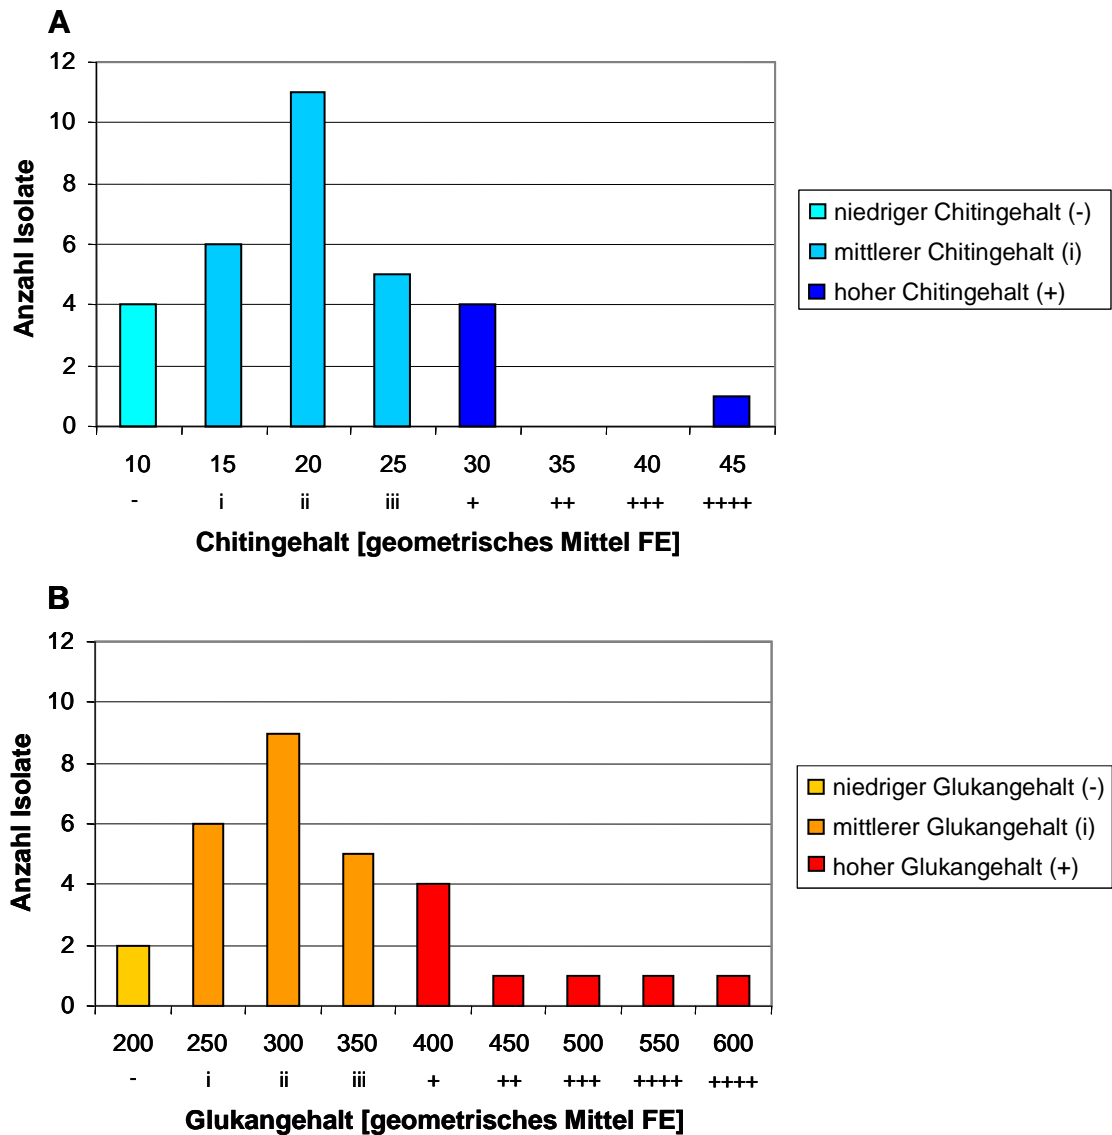 A
12
10
8
6
4
2
0
Anzahl Isolate
10 15 20 25 30 35 40 45
- i ii iii + ++ +++ ++++
Chitingehalt [geometrisches Mittel FE]
niedriger Chitingehalt (-)
mittlerer Chitingehalt (i)
hoher Chitingehalt (+)
B
12
10
8
6
4
2
0
Anzahl Isolate
200 250 300 350 400 450 500 550 600
- i ii iii + ++ +++ ++++ ++++
Glukangehalt [geometrisches Mittel FE]
niedriger Glukangehalt (-)
mittlerer Glukangehalt (i)
hoher Glukangehalt (+)